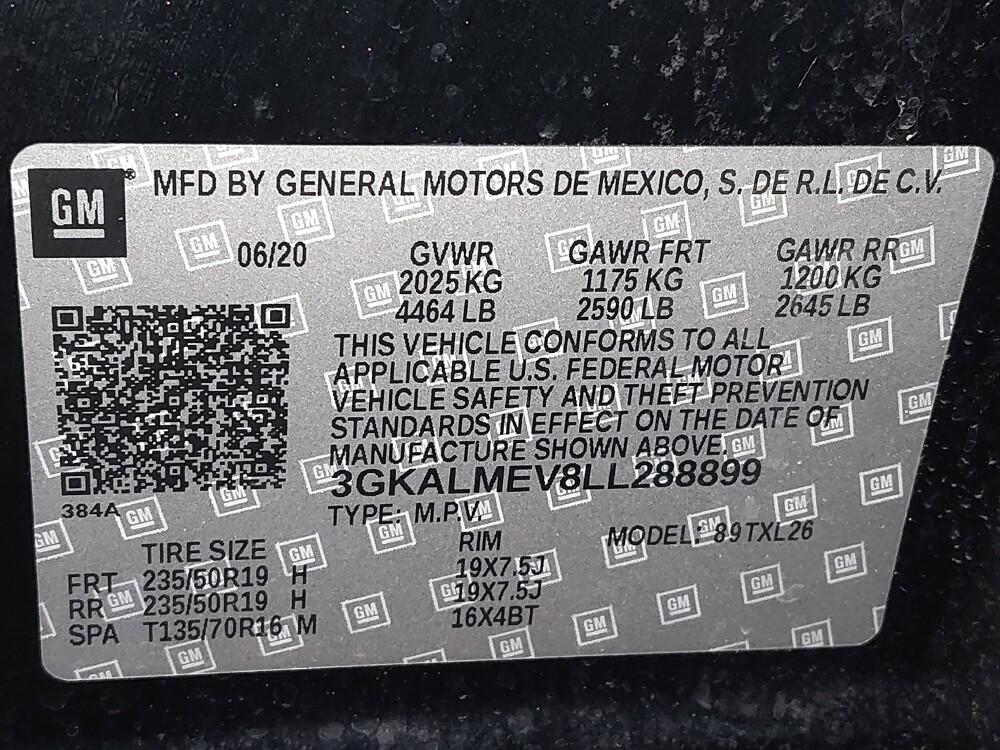 GM® MFD BY GENERAL MOTORS DE MEXICO, S. DE R.L. DE C.V.
06/20 GVWR GAWR FRT GAWR RR
2025 KG 1175 KG 1200 KG
4464 LB 2590 LB 2645 LB
THIS VEHICLE CONFORMS TO ALL
APPLICABLE U.S. FEDERAL MOTOR
VEHICLE SAFETY AND THEFT PREVENTION
STANDARDS IN EFFECT ON THE DATE OF
MANUFACTURE SHOWN ABOVE.
3GKALMEV8LL288899
384A
TYPE: M.P.V.
MODEL: 89TXL26
TIRE SIZE RIM
FRT 235/50R19 H 19X7.5J
RR 235/50R19 H 19X7.5J
SPA T135/70R16 M 16X4BT